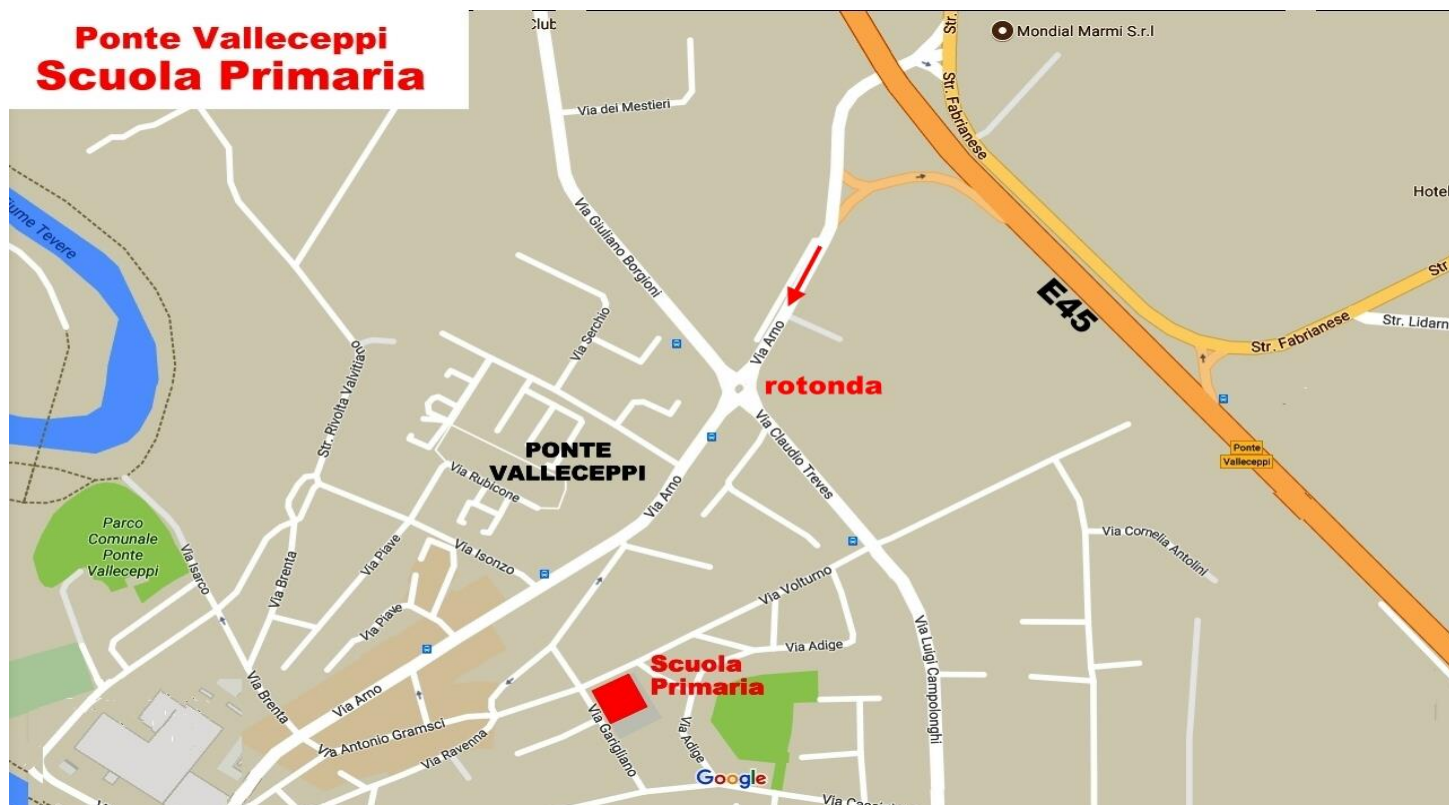 Ponte Valleceppi
Scuola Primaria
Club
Mondial Marmi S.r.l
Str.
Str. Fabrianese
Via dei Mestieri
Hotel
Fiume Tevere
Via Giuliano Borgioni
E45
Str.
Str. Lidarn
Str. Fabrianese
Via Serchio
Via Arno
rotonda
Str. Rivolta Valvitiano
Via Claudio Treves
PONTE
VALLECEPPI
Ponte
Valleceppi
Via Rubicone
Via Arno
Parco
Comunale
Ponte
Valleceppi
Via Isarco
Via Brenta
Via Piave
Via Isonzo
Via Cornelia Antolini
Via Volturno
Via Piave
Via Adige
Via Luigi Campolonghi
Scuola
Primaria
Via Brenta
Via Arno
Via Antonio Gramsci
Via Ravenna
Via Garigliano
Via Adige
Google